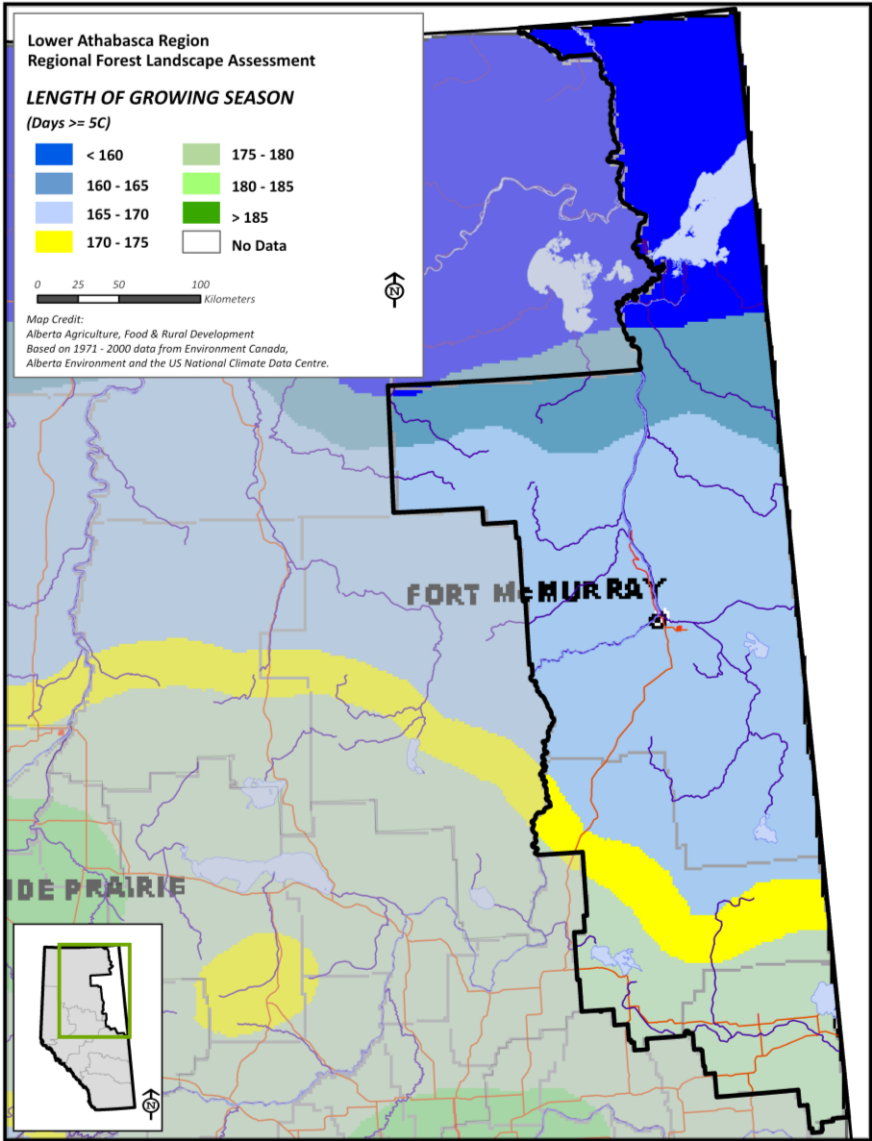 Lower Athabasca Region
Regional Forest Landscape Assessment
LENGTH OF GROWING SEASON
(Days >= 5C)
< 160
175 - 180
160 - 165
180 - 185
165 - 170
> 185
170 - 175
No Data
0 25 50 100
Kilometers
N
Map Credit:
Alberta Agriculture, Food & Rural Development
Based on 1971 - 2000 data from Environment Canada,
Alberta Environment and the US National Climate Data Centre.
FORT McMURRAY
IDE PRAIRIE
N